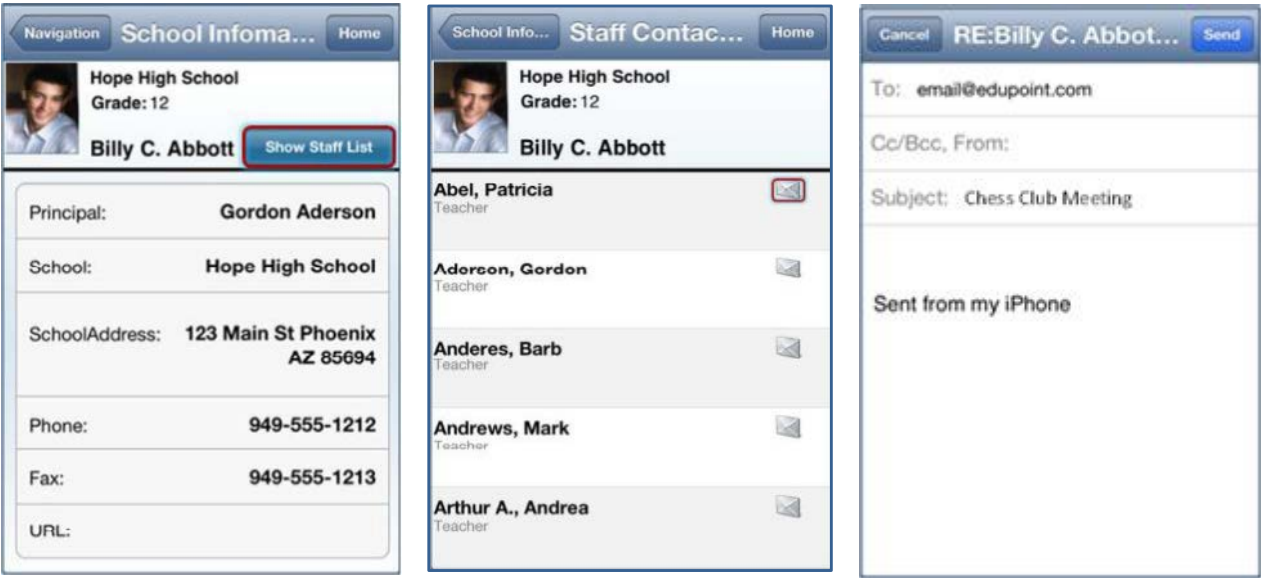 Navigation School Infoma... Home
Hope High School
Grade: 12
Billy C. Abbott Show Staff List
Principal: Gordon Aderson
School: Hope High School
SchoolAddress: 123 Main St Phoenix
AZ 85694
Phone: 949-555-1212
Fax: 949-555-1213
URL:
School Info... Staff Contac... Home
Hope High School
Grade: 12
Billy C. Abbott
Abel, Patricia
Teacher
Aderson, Gordon
Teacher
Anderes, Barb
Teacher
Andrews, Mark
Teacher
Arthur A., Andrea
Teacher
Cancel RE:Billy C. Abbot... Send
To: email@edupoint.com
Cc/Bcc, From:
Subject: Chess Club Meeting
Sent from my iPhone